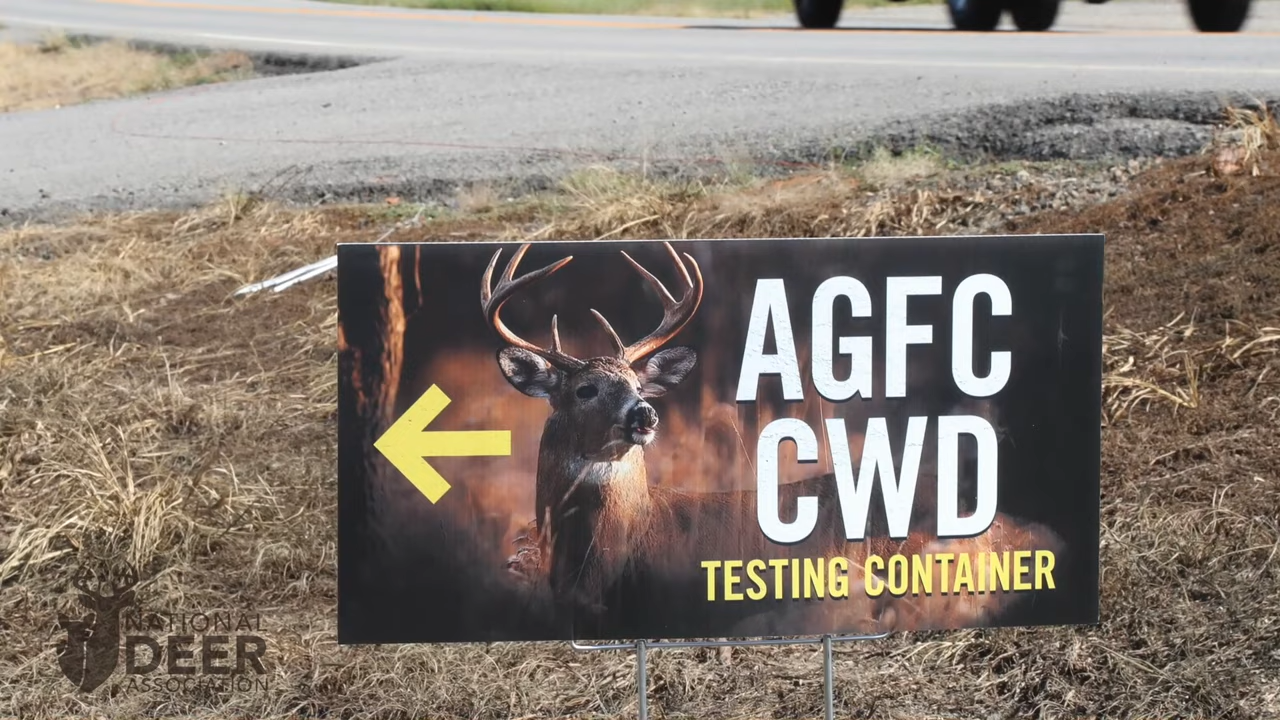 AGFC
CWD
TESTING CONTAINER
NATIONAL
DEER
ASSOCIATION